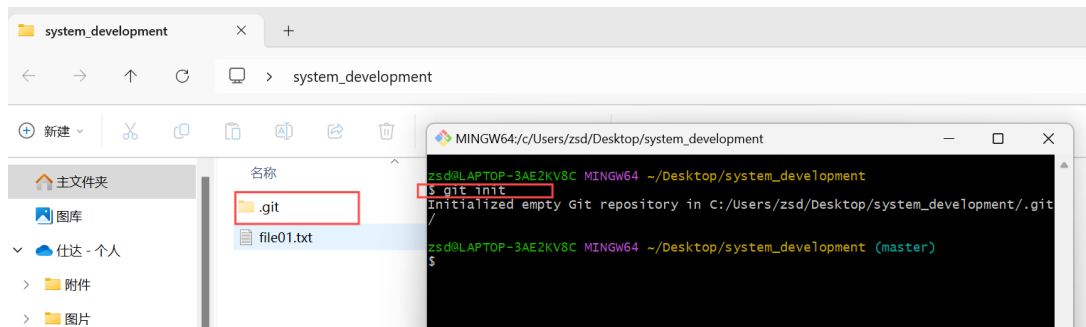 system_development
system_development
新建
MINGW64:/c/Users/zsd/Desktop/system_development
主文件夹
图库
仕达 - 个人
附件
图片
名称
.git
file01.txt
zsd@LAPTOP-3AE2KV8C MINGW64 ~/Desktop/system_development
$ git init
Initialized empty Git repository in C:/Users/zsd/Desktop/system_development/.git
/
zsd@LAPTOP-3AE2KV8C MINGW64 ~/Desktop/system_development (master)
$